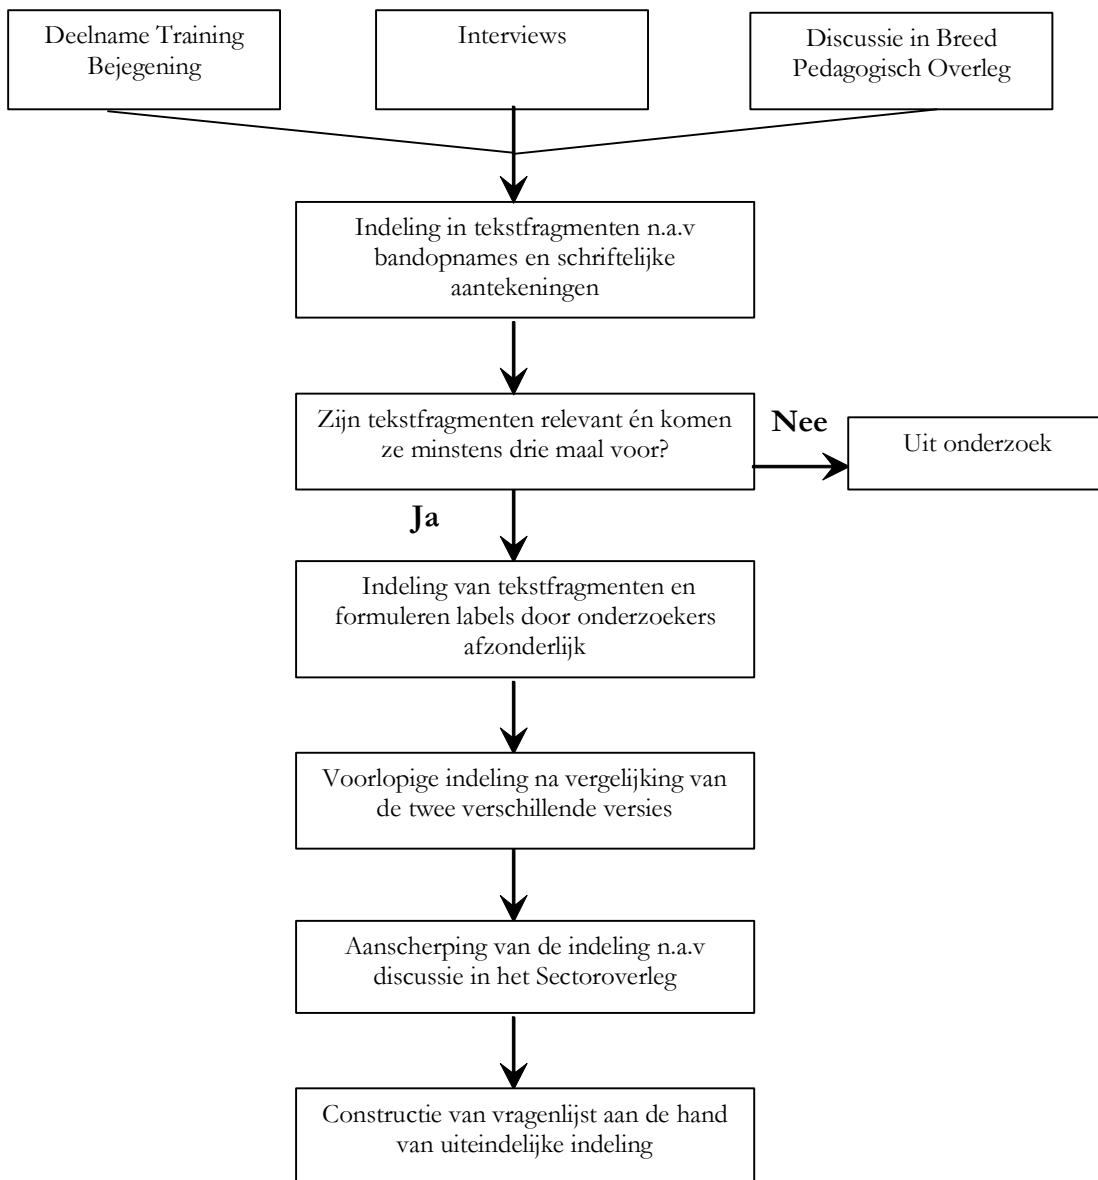 Deelname Training
Bejegening
Interviews
Discussie in Breed
Pedagogisch Overleg
Indeling in tekstfragmenten n.a.v
bandopnames en schriftelijke
aantekeningen
Zijn tekstfragmenten relevant én komen
ze minstens drie maal voor?
Nee
Uit onderzoek
Ja
Indeling van tekstfragmenten en
formuleren labels door onderzoekers
afzonderlijk
Voorlopige indeling na vergelijking van
de twee verschillende versies
Aanscherping van de indeling n.a.v
discussie in het Sectoroverleg
Constructie van vragenlijst aan de hand
van uiteindelijke indeling